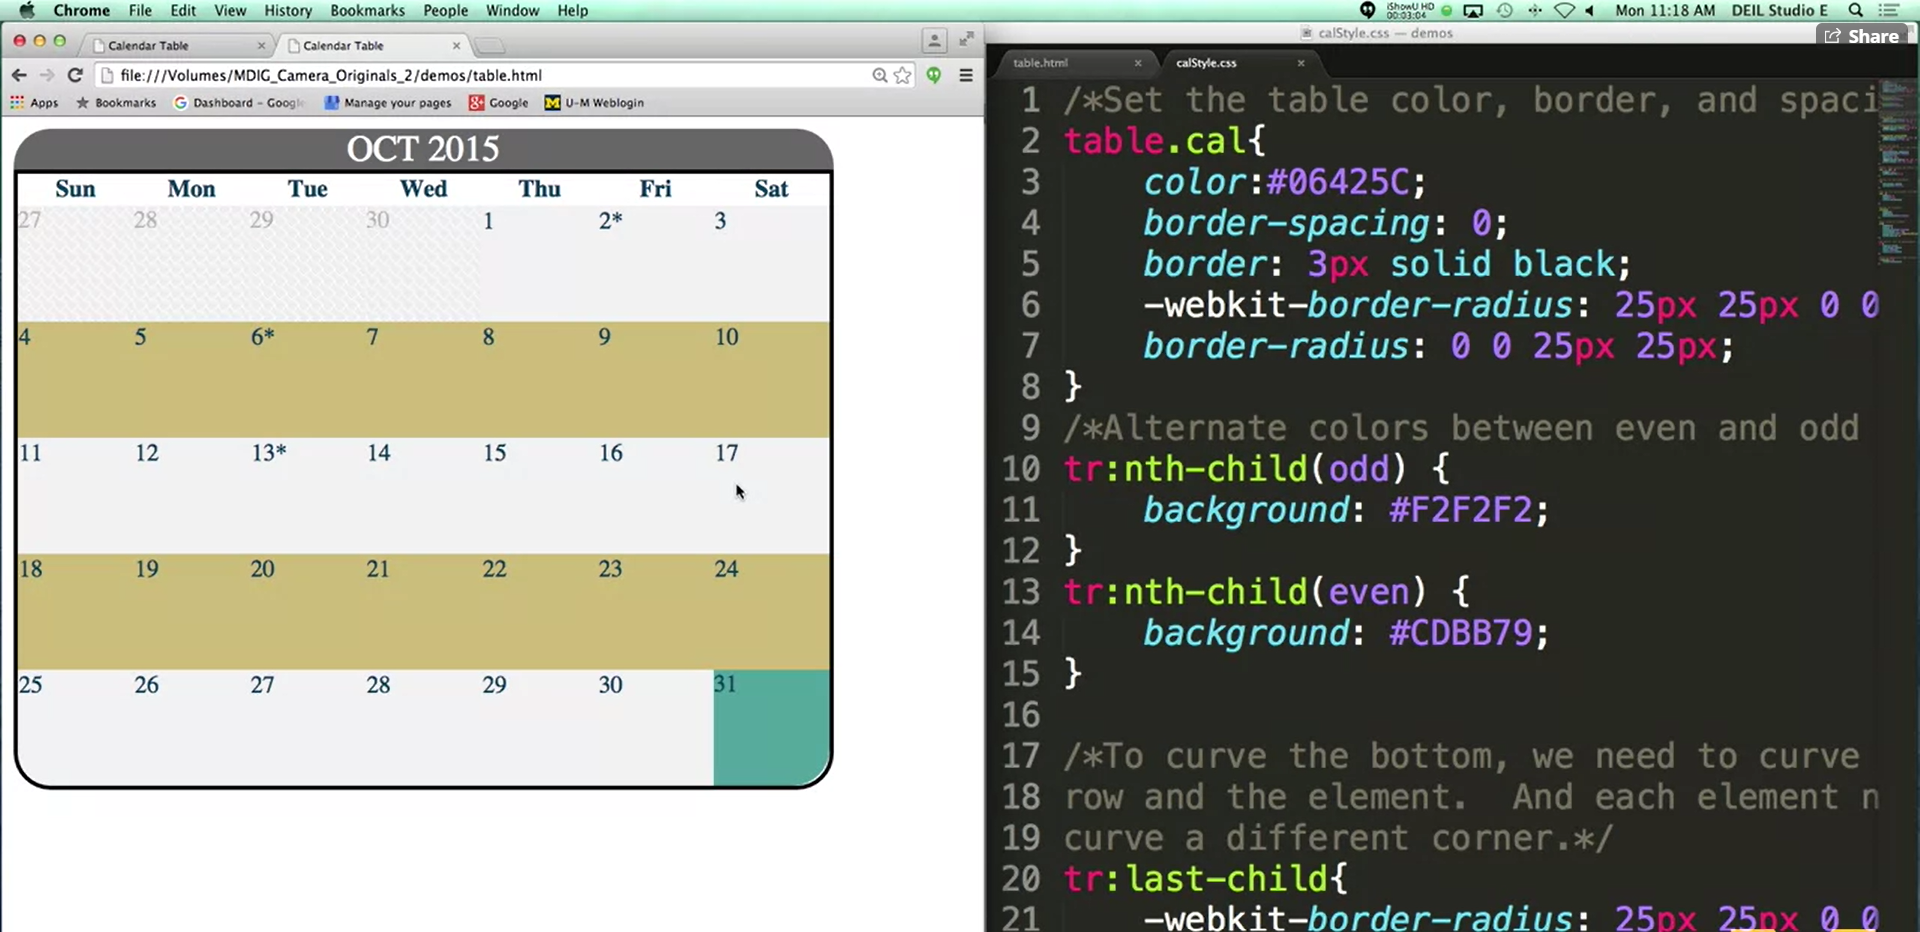 Chrome File Edit View History Bookmarks People Window Help
iShowU HD
00:03:04
Mon 11:18 AM DEIL Studio E
Calendar Table
Calendar Table
file:///Volumes/MDIG_Camera_Originals_2/demos/table.html
Apps Bookmarks Dashboard – Google Manage your pages Google U-M Weblogin
OCT 2015
Sun Mon Tue Wed Thu Fri Sat
27 28 29 30 1 2* 3
4 5 6* 7 8 9 10
11 12 13* 14 15 16 17
18 19 20 21 22 23 24
25 26 27 28 29 30 31
calStyle.css — demos
Share
table.html
calStyle.css
1 /*Set the table color, border, and spaci
2 table.cal{
3 color:#06425C;
4 border-spacing: 0;
5 border: 3px solid black;
6 -webkit-border-radius: 25px 25px 0 0
7 border-radius: 0 0 25px 25px;
8 }
9 /*Alternate colors between even and odd
10 tr:nth-child(odd) {
11 background: #F2F2F2;
12 }
13 tr:nth-child(even) {
14 background: #CDBB79;
15 }
16
17 /*To curve the bottom, we need to curve
18 row and the element. And each element n
19 curve a different corner.*/
20 tr:last-child{
21 -webkit-border-radius: 25px 25px 0 0